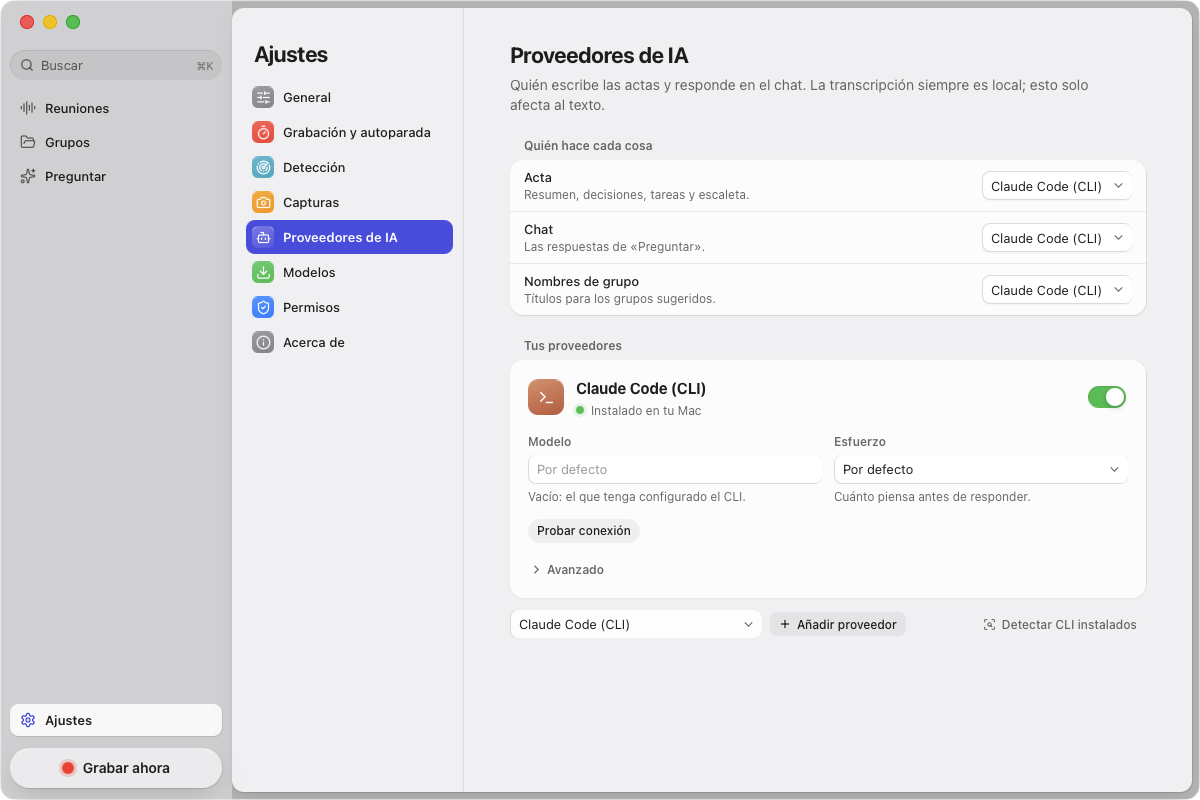 Buscar
⌘K
Reuniones
Grupos
Preguntar
Ajustes
Grabar ahora
Ajustes
General
Grabación y autoparada
Detección
Capturas
Proveedores de IA
Modelos
Permisos
Acerca de
Proveedores de IA
Quién escribe las actas y responde en el chat. La transcripción siempre es local; esto solo
afecta al texto.
Quién hace cada cosa
Acta
Resumen, decisiones, tareas y escaleta.
Claude Code (CLI)
Chat
Las respuestas de «Preguntar».
Claude Code (CLI)
Nombres de grupo
Títulos para los grupos sugeridos.
Claude Code (CLI)
Tus proveedores
Claude Code (CLI)
Instalado en tu Mac
Modelo
Por defecto
Vacío: el que tenga configurado el CLI.
Esfuerzo
Por defecto
Cuánto piensa antes de responder.
Probar conexión
Avanzado
Claude Code (CLI)
+ Añadir proveedor
Detectar CLI instalados